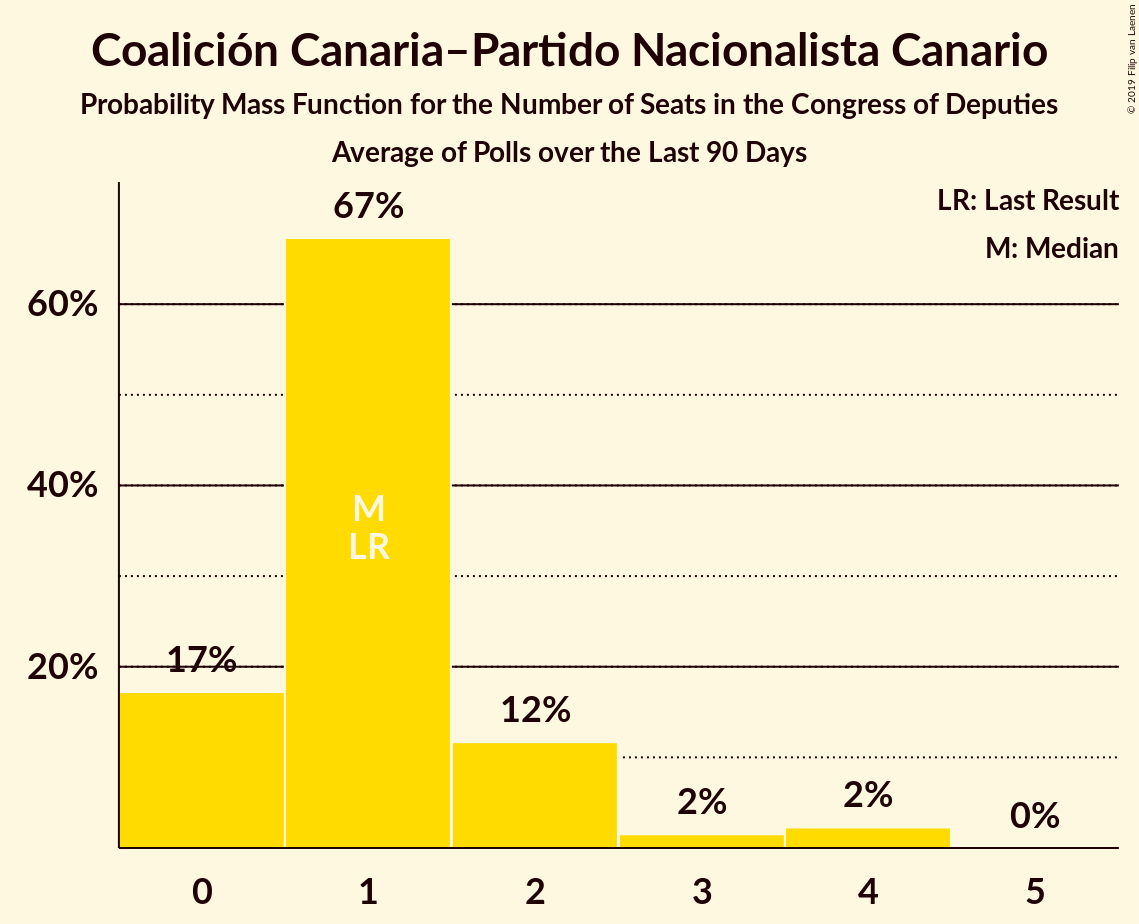 Coalición Canaria–Partido Nacionalista Canario
Probability Mass Function for the Number of Seats in the Congress of Deputies
Average of Polls over the Last 90 Days
© 2019 Filip van Laenen
LR: Last Result
M: Median
67%
60%
40%
M
LR
20%
17%
12%
2%
2%
0%
0
1
2
3
4
5